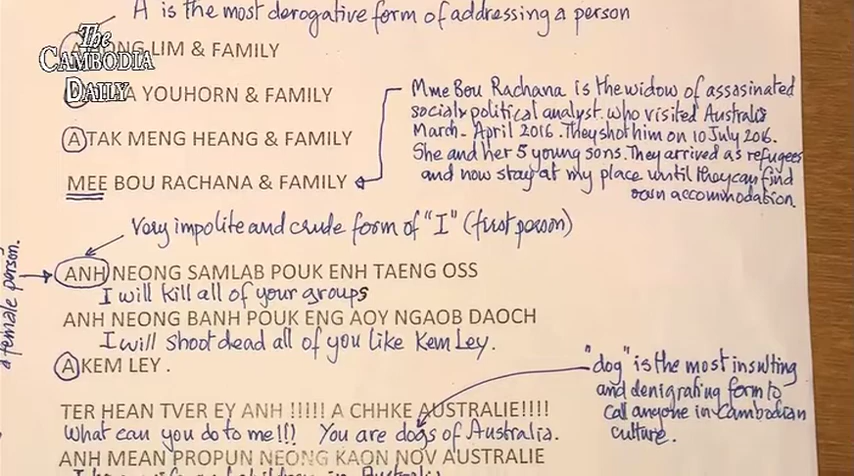 A is the most derogative form of addressing a person
The
CAMBODIA
DAILY
LIM & FAMILY
YOUHORN & FAMILY
ATAK MENG HEANG & FAMILY
MEE BOU RACHANA & FAMILY
Mme Bou Rachana is the widow of assasinated
political analyst. who visited Australia
March - April 2016. They shot him on 10 July 2016.
She and her 5 young sons. They arrived as refugees
and now stay at my place until they can find
own accommodation.
Very impolite and crude form of "I" (first person)
a female person.
ANH NEONG SAMLAB POUK ENH TAENG OSS
I will kill all of your groups
ANH NEONG BANH POUK ENG AOY NGAOB DAOCH
I will shoot dead all of you like Kem Ley.
AKEM LEY .
"dog" is the most insulting
and denigrating form to
call anyone in Cambodian
culture.
TER HEAN TVER EY ANH !!!!! A CHHKE AUSTRALIE!!!!
What can you do to me!!! You are dogs of Australia.
ANH MEAN PROPUN NEONG KAON NOV AUSTRALIE
in Australia